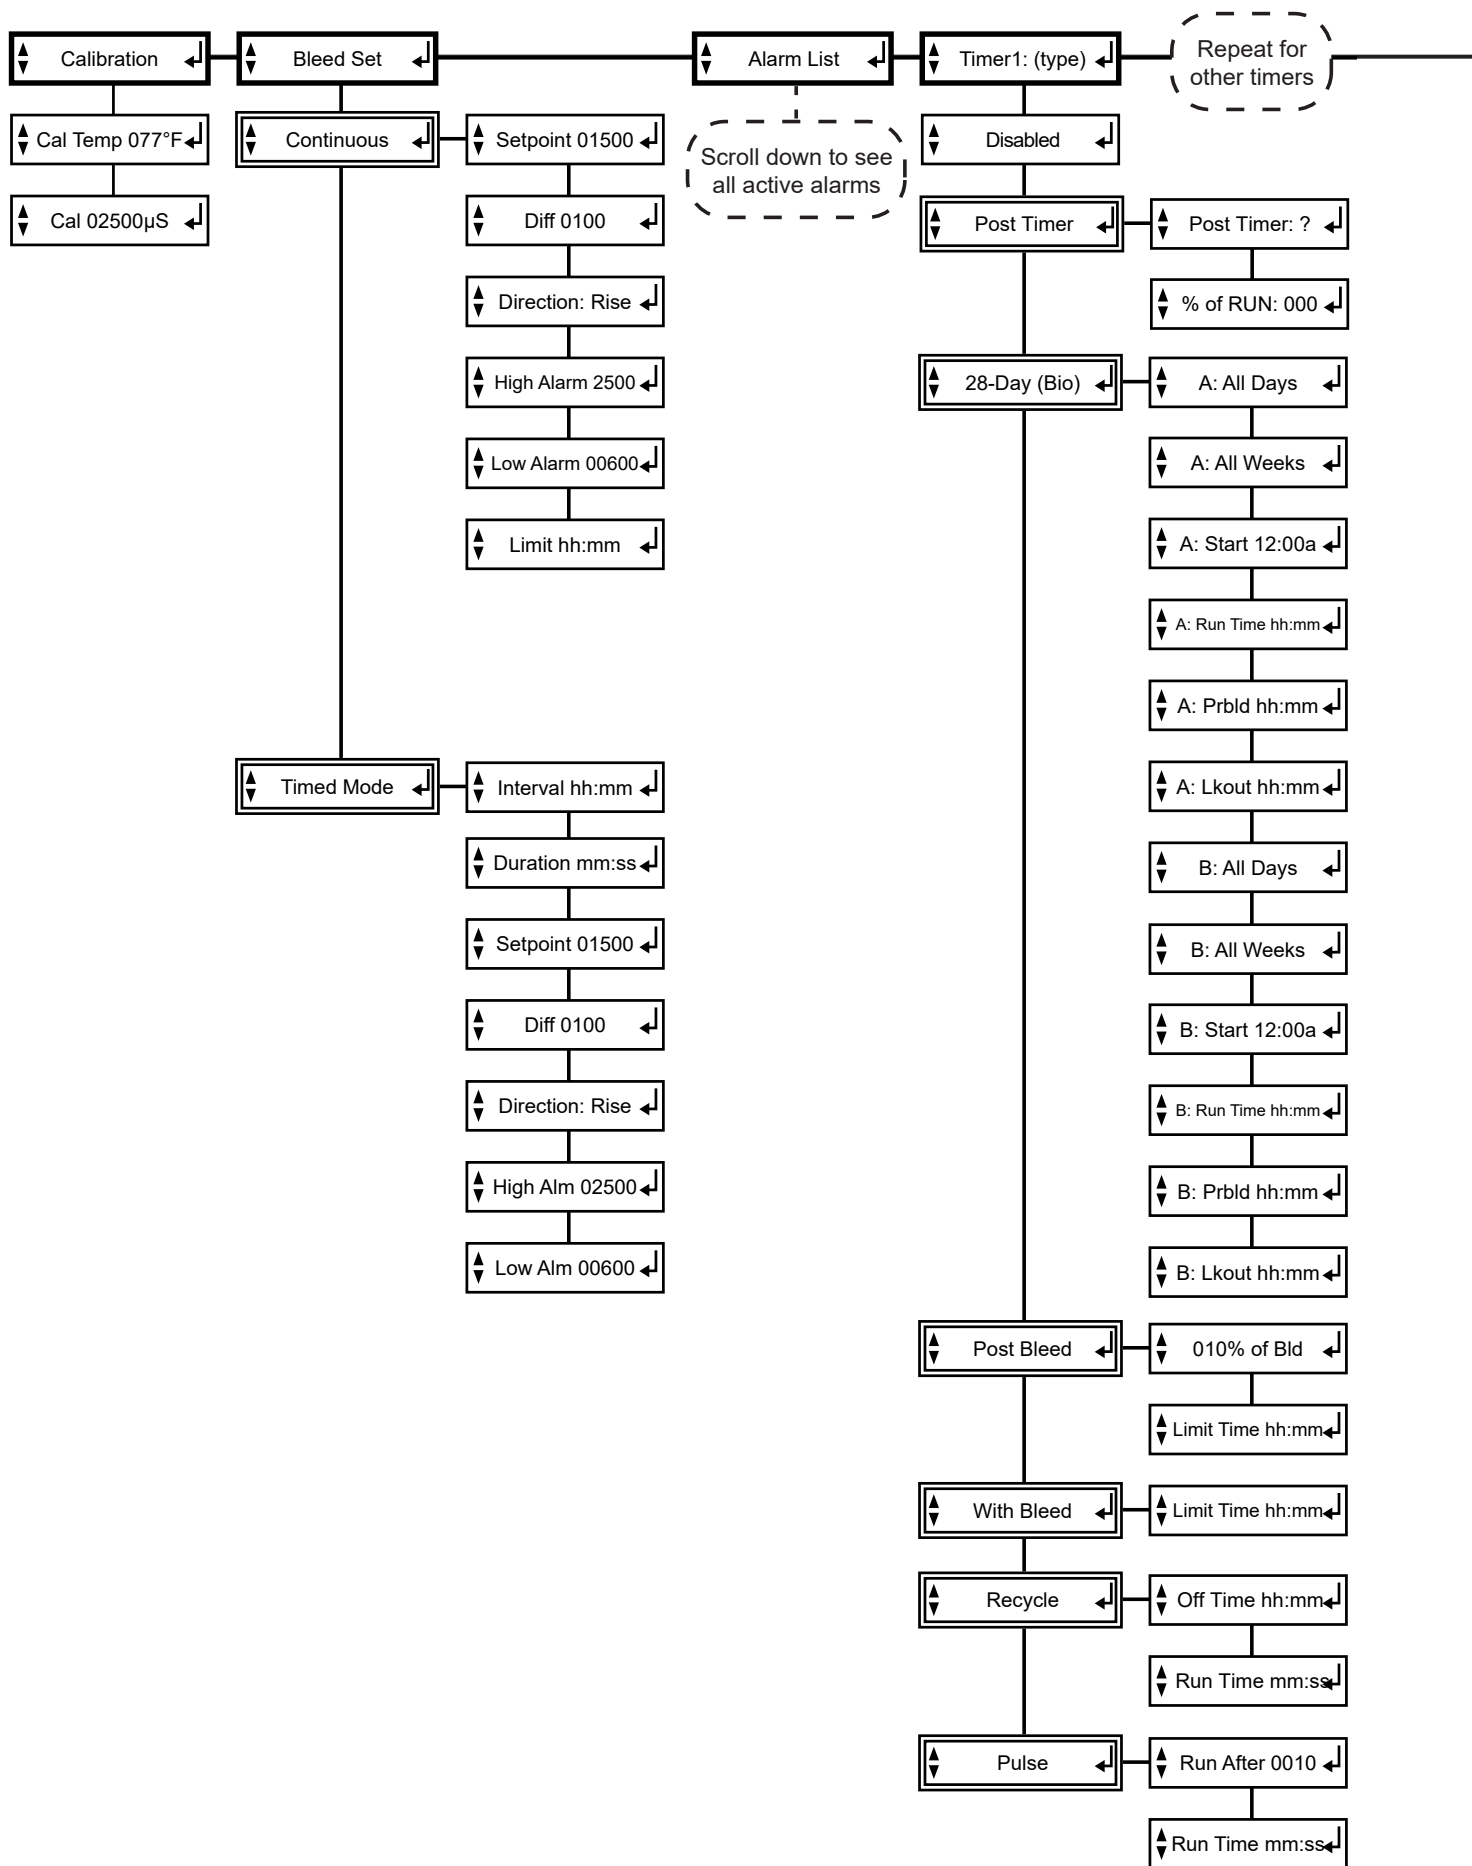 Calibration
Cal Temp 077°F
Cal 02500µS
Bleed Set
Continuous
Setpoint 01500
Diff 0100
Direction: Rise
High Alarm 2500
Low Alarm 00600
Limit hh:mm
Timed Mode
Interval hh:mm
Duration mm:ss
Setpoint 01500
Diff 0100
Direction: Rise
High Alm 02500
Low Alm 00600
Alarm List
Scroll down to see
all active alarms
Timer1: (type)
Disabled
Post Timer
Post Timer: ?
% of RUN: 000
28-Day (Bio)
A: All Days
A: All Weeks
A: Start 12:00a
A: Run Time hh:mm
A: Prbld hh:mm
A: Lkout hh:mm
B: All Days
B: All Weeks
B: Start 12:00a
B: Run Time hh:mm
B: Prbld hh:mm
B: Lkout hh:mm
Post Bleed
010% of Bld
Limit Time hh:mm
With Bleed
Limit Time hh:mm
Recycle
Off Time hh:mm
Run Time mm:ss
Pulse
Run After 0010
Run Time mm:ss
Repeat for
other timers